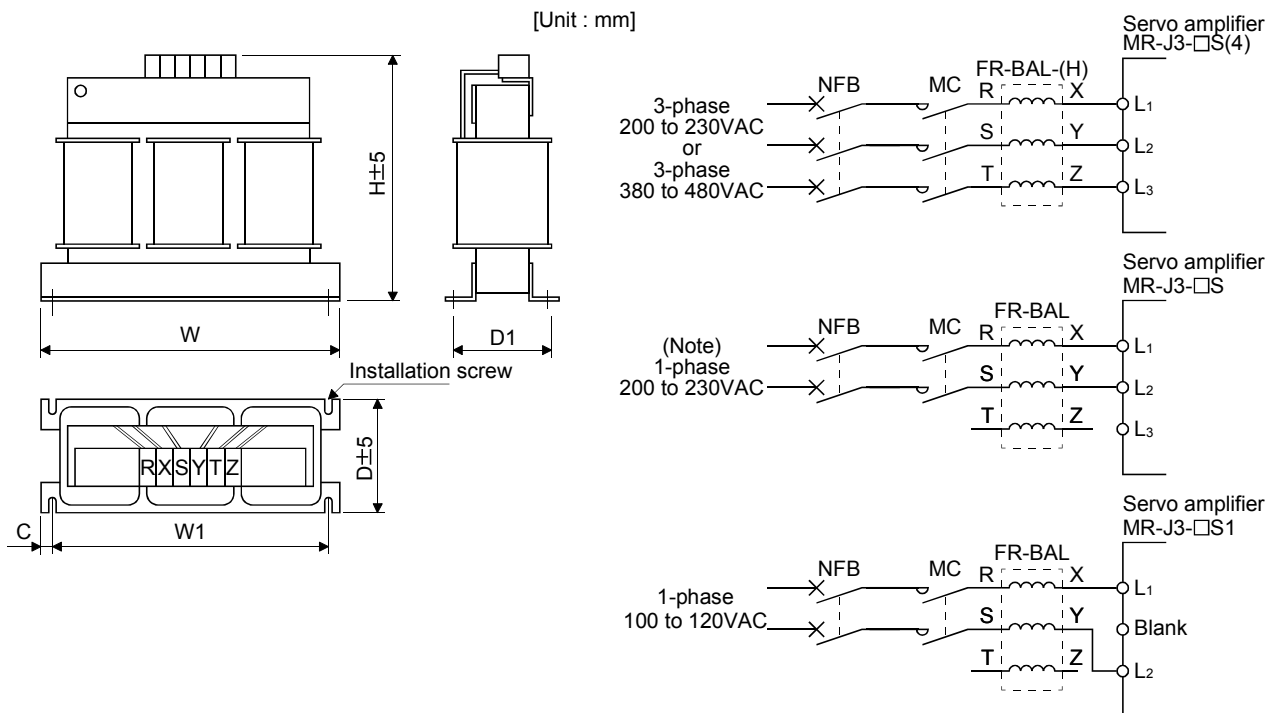 [Unit : mm]
H±5
W
D1
Installation screw
R X S Y T Z
D±5
C
W1
Servo amplifier
MR-J3-□S(4)
FR-BAL-(H)
NFB
MC
R
X
L1
3-phase
200 to 230VAC
or
3-phase
380 to 480VAC
S
Y
L2
T
Z
L3
Servo amplifier
MR-J3-□S
FR-BAL
NFB
MC
R
X
L1
(Note)
1-phase
200 to 230VAC
S
Y
L2
T
Z
L3
Servo amplifier
MR-J3-□S1
FR-BAL
NFB
MC
R
X
L1
1-phase
100 to 120VAC
S
Y
Blank
T
Z
L2